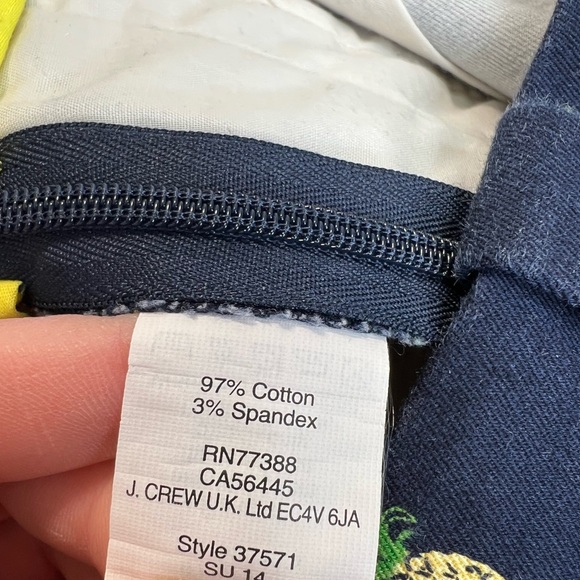 97% Cotton
3% Spandex
RN77388
CA56445
J. CREW U.K. Ltd EC4V 6JA
Style 37571
SU 14